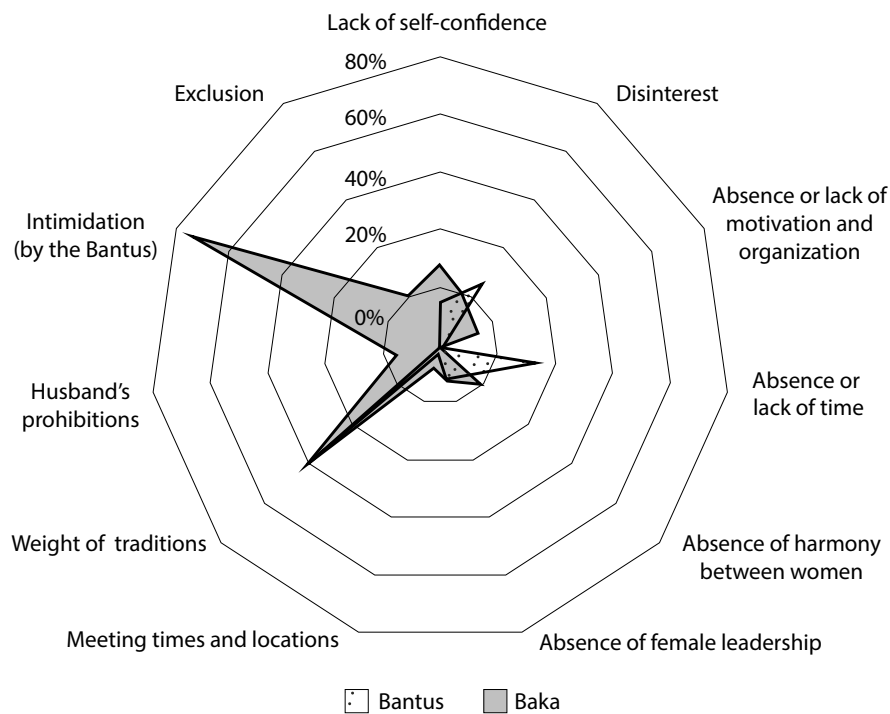 Lack of self-confidence
80%
Exclusion
Disinterest
60%
40%
Absence or lack of
motivation and
organization
Intimidation
(by the Bantus)
20%
0%
Husband’s
prohibitions
Absence or
lack of time
Weight of traditions
Absence of harmony
between women
Meeting times and locations
Absence of female leadership
Bantus
Baka